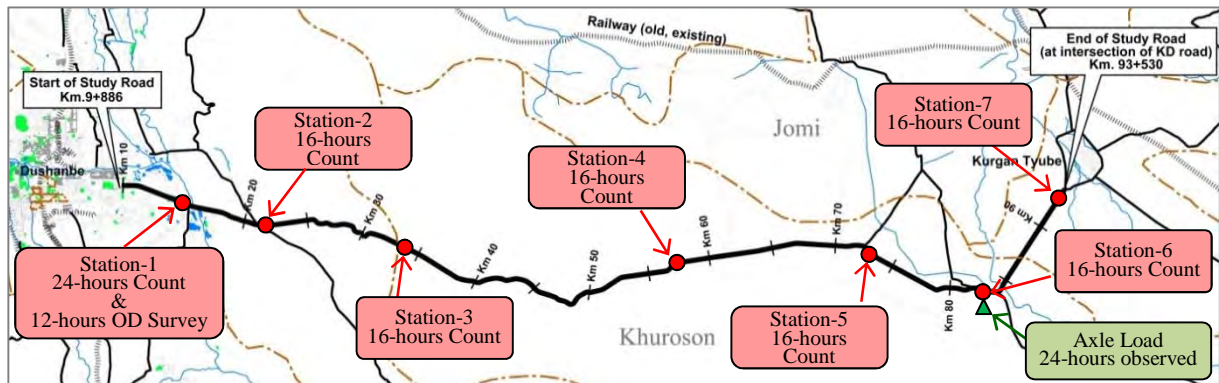 Railway (old, existing)
End of Study Road
(at intersection of KD road)
Km. 93+530
Start of Study Road
Km.9+886
Station-7
16-hours Count
Station-2
16-hours
Count
Jomi
Station-4
16-hours
Count
Kurgan Tyube
Dushanbe
Km 10
Km 20
Km 30
Km 40
Km 50
Km 60
Km 70
Km 80
Km 90
Station-1
24-hours Count
&
12-hours OD Survey
Station-3
16-hours Count
Khuroson
Station-5
16-hours
Count
Station-6
16-hours Count
Axle Load
24-hours observed